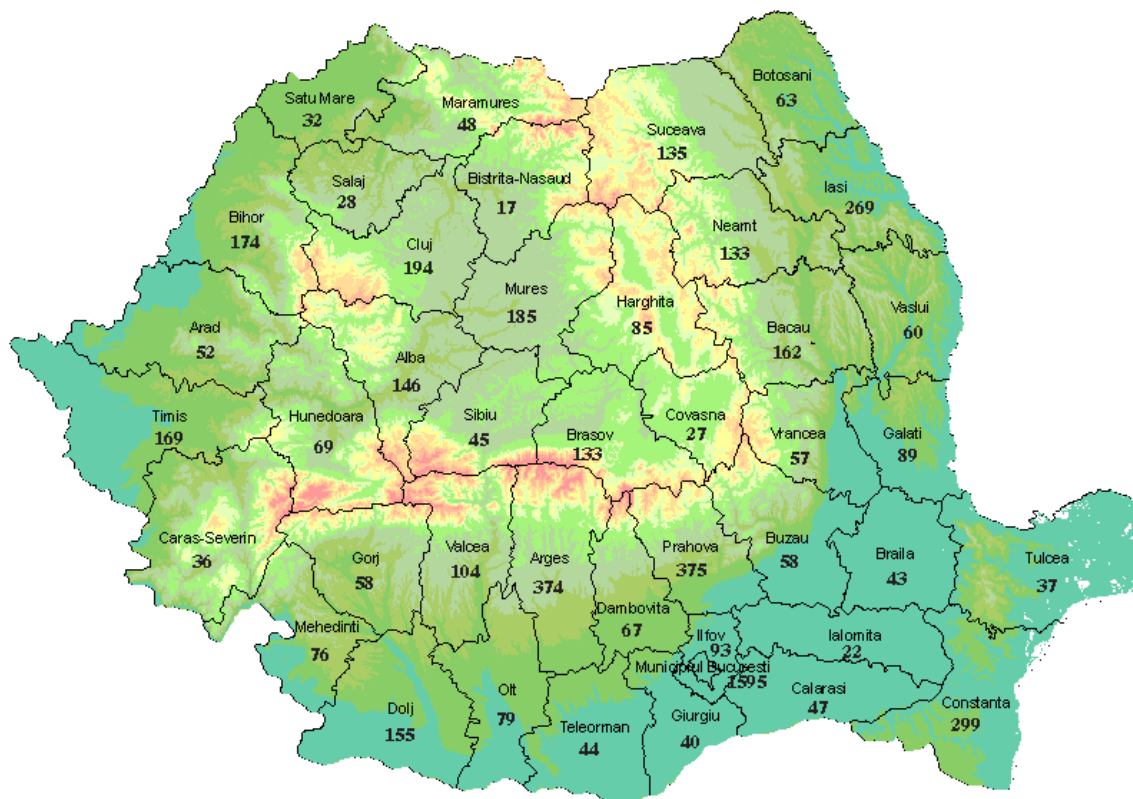 Botosani
63
Satu Mare
32
Maramures
48
Suceava
135
Salaj
28
Bistrita-Nasaud
17
Iasi
269
Bihor
174
Cluj
194
Neamt
133
Mures
185
Harghita
85
Vaslui
60
Arad
52
Alba
146
Bacau
162
Timis
169
Hunedoara
69
Sibiu
45
Brasov
133
Covasna
27
Vrancea
57
Galati
89
Caras-Severin
36
Gorj
58
Valcea
104
Arges
374
Prahova
375
Buzau
58
Braila
43
Tulcea
37
Mehedinti
76
Dambovita
67
Ilfov
93
Ialomita
22
Municipiul Bucuresti
1595
Calarasi
47
Constanta
299
Dolj
155
Olt
79
Teleorman
44
Giurgiu
40